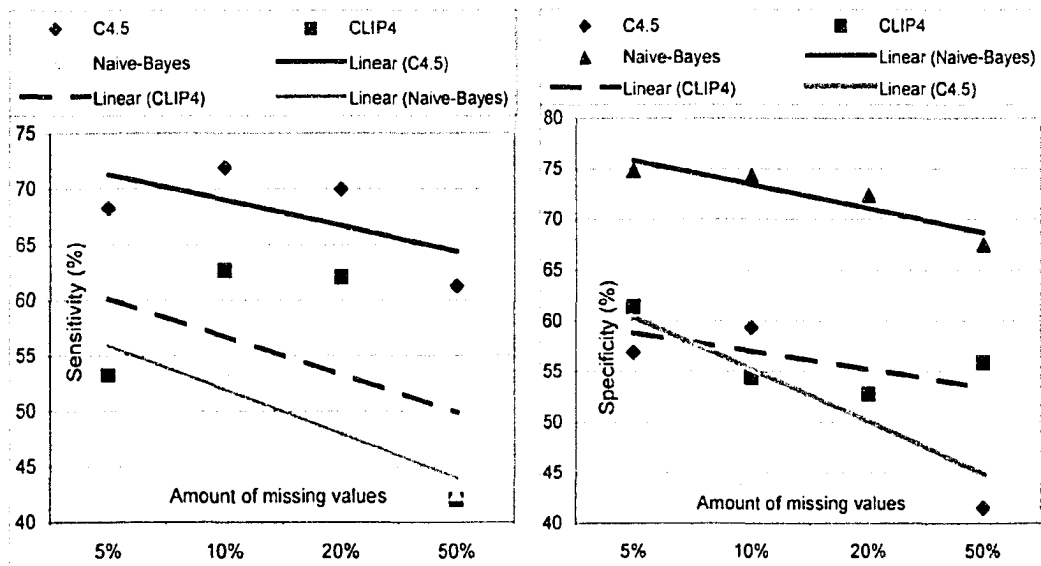 C4.5 CLIP4
Naive-Bayes Linear (C4.5)
Linear (CLIP4) Linear (Naive-Bayes)
75
70
65
60
55
50
45
40
Sensitivity (%)
Amount of missing values
5% 10% 20% 50%
C4.5 CLIP4
Naive-Bayes Linear (Naive-Bayes)
Linear (CLIP4) Linear (C4.5)
80
75
70
65
60
55
50
45
40
Specificity (%)
Amount of missing values
5% 10% 20% 50%